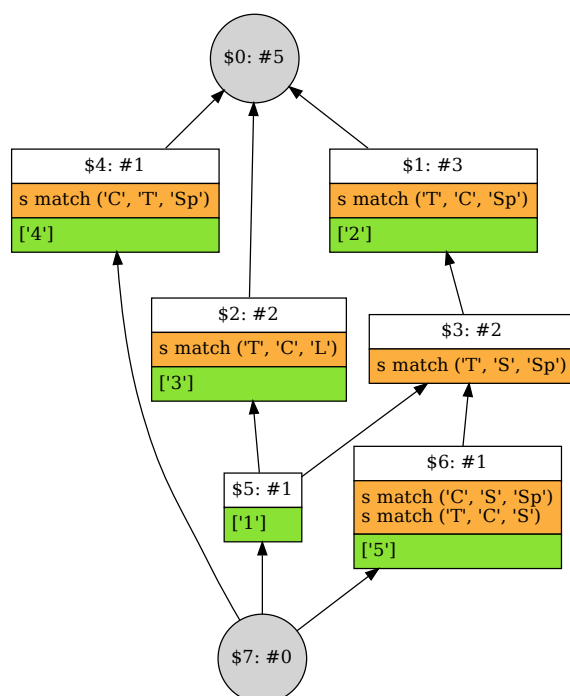 $0: #5
$4: #1
s match ('C', 'T', 'Sp')
['4']
$1: #3
s match ('T', 'C', 'Sp')
['2']
$2: #2
s match ('T', 'C', 'L')
['3']
$3: #2
s match ('T', 'S', 'Sp')
$5: #1
['1']
$6: #1
s match ('C', 'S', 'Sp')
s match ('T', 'C', 'S')
['5']
$7: #0